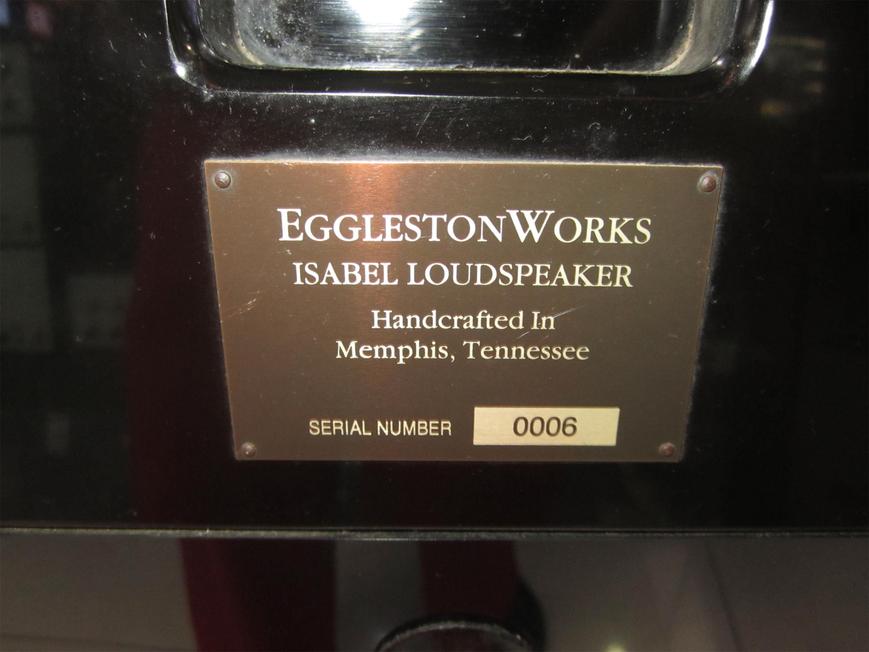 EGGLESTONWORKS
ISABEL LOUDSPEAKER
Handcrafted In
Memphis, Tennessee
SERIAL NUMBER 0006